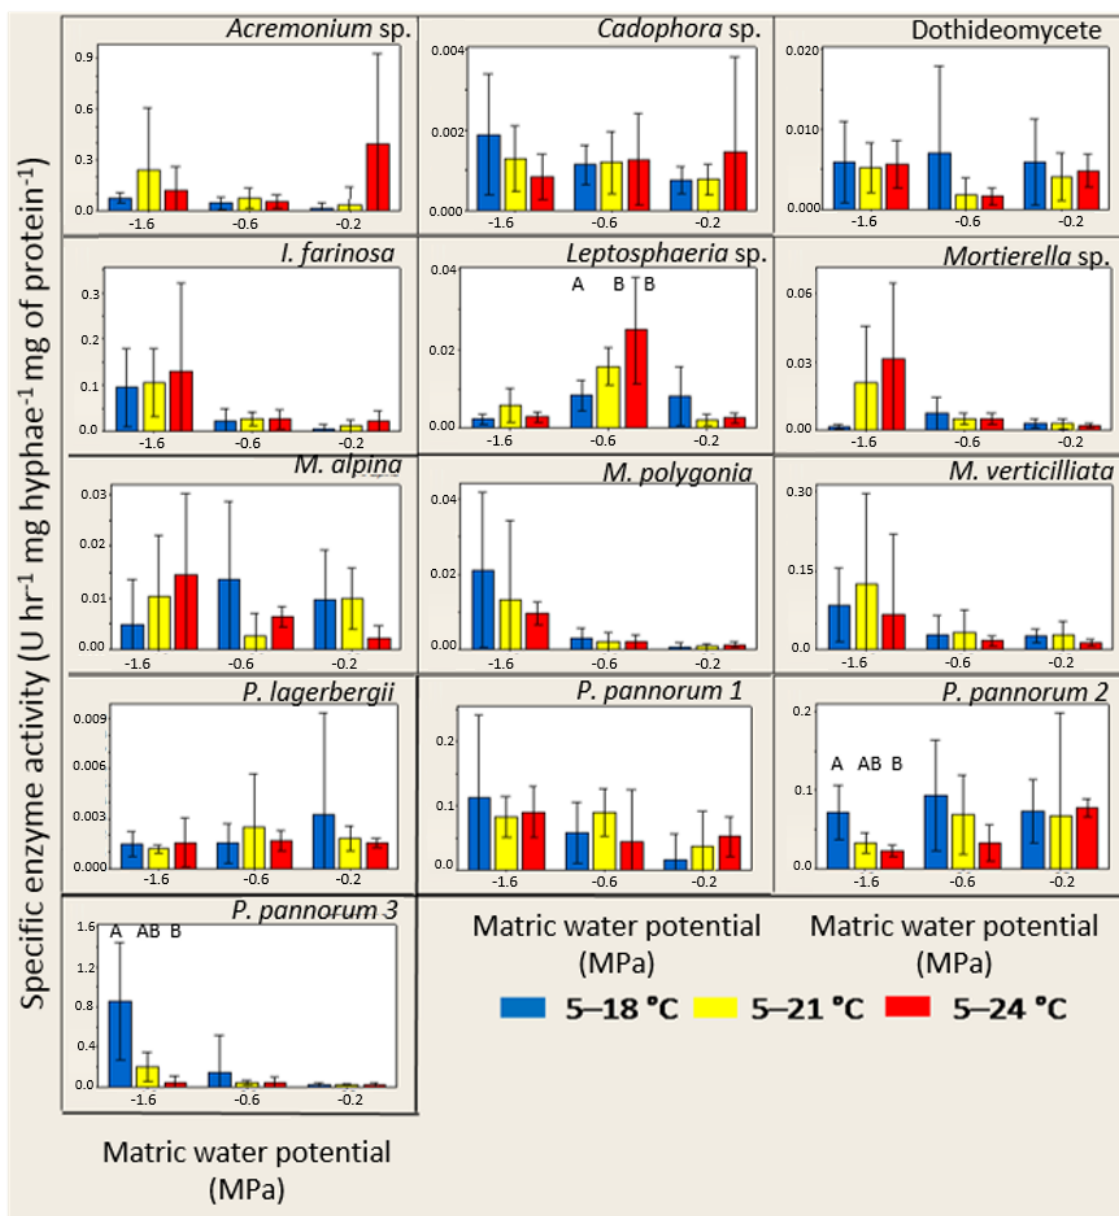 Specific enzyme activity (U hr-1 mg hyphae-1 mg of protein-1)
Acremonium sp.
0.9
0.6
0.3
0.0
-1.6 -0.6 -0.2
Cadophora sp.
0.004
0.002
0.000
-1.6 -0.6 -0.2
Dothideomycete
0.020
0.010
0.000
-1.6 -0.6 -0.2
I. farinosa
0.3
0.2
0.1
0.0
-1.6 -0.6 -0.2
Leptosphaeria sp.
0.04
A B B
0.02
0.00
-1.6 -0.6 -0.2
Mortierella sp.
0.06
0.03
0.00
-1.6 -0.6 -0.2
M. alpina
0.03
0.02
0.01
0.00
-1.6 -0.6 -0.2
M. polygonia
0.04
0.02
0.00
-1.6 -0.6 -0.2
M. verticilliata
0.30
0.15
0.0
-1.6 -0.6 -0.2
P. lagerbergii
0.009
0.006
0.003
0.000
-1.6 -0.6 -0.2
P. pannorum 1
0.2
0.1
0.0
-1.6 -0.6 -0.2
P. pannorum 2
0.2
A AB B
0.1
0.0
-1.6 -0.6 -0.2
P. pannorum 3
1.6
A AB B
1.2
0.8
0.4
0.0
-1.6 -0.6 -0.2
Matric water potential
(MPa)
Matric water potential
(MPa)
5–18 °C 5–21 °C 5–24 °C
Matric water potential
(MPa)